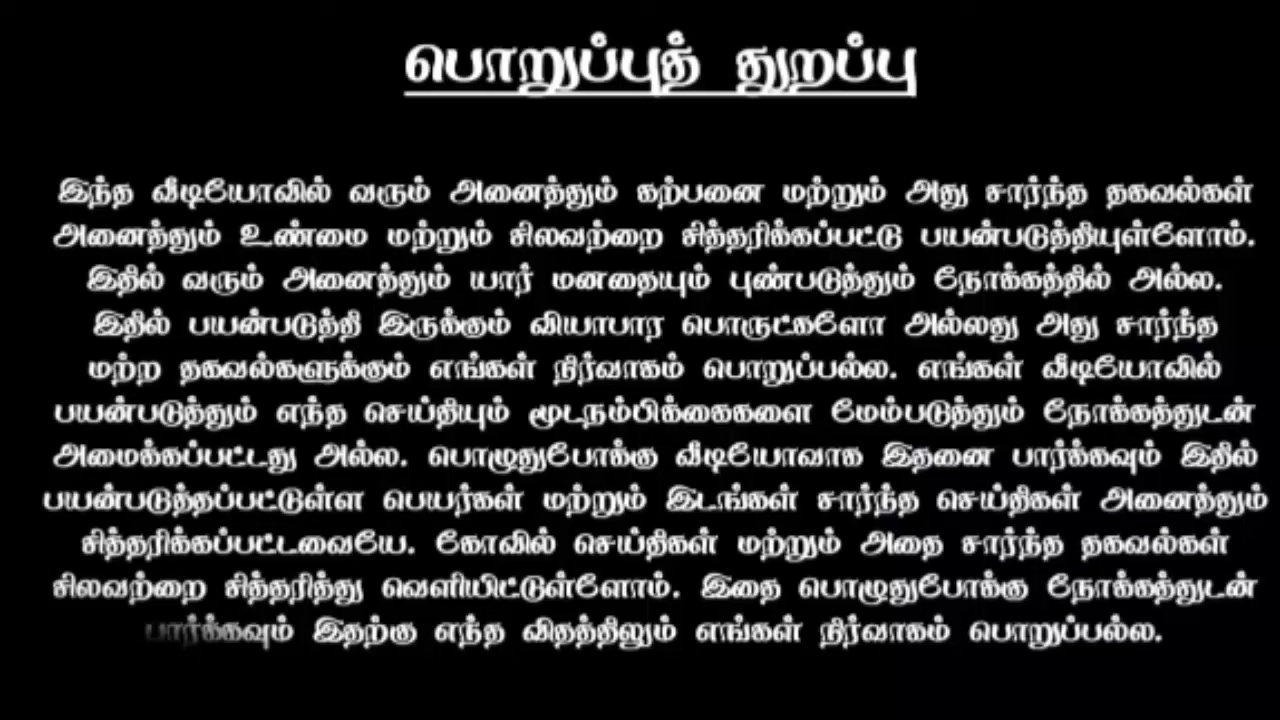 பொறுப்புத் துறப்பு
இந்த வீடியோவில் வரும் அனைத்தும் கற்பனை மற்றும் அது சார்ந்த தகவல்கள்
அனைத்தும் உண்மை மற்றும் சிலவற்றை சித்தரிக்கப்பட்டு பயன்படுத்தியுள்ளோம்.
இதில் வரும் அனைத்தும் யார் மனதையும் புண்படுத்தும் நோக்கத்தில் அல்ல.
இதில் பயன்படுத்தி இருக்கும் வியாபார பொருட்களோ அல்லது அது சார்ந்த
மற்ற தகவல்களுக்கும் எங்கள் நிர்வாகம் பொறுப்பல்ல. எங்கள் வீடியோவில்
பயன்படுத்தும் எந்த செய்தியும் மூடநம்பிக்கைகளை மேம்படுத்தும் நோக்கத்துடன்
அமைக்கப்பட்டது அல்ல. பொழுதுபோக்கு வீடியோவாக இதனை பார்க்கவும் இதில்
பயன்படுத்தப்பட்டுள்ள பெயர்கள் மற்றும் இடங்கள் சார்ந்த செய்திகள் அனைத்தும்
சித்தரிக்கப்பட்டவையே. கோவில் செய்திகள் மற்றும் அதை சார்ந்த தகவல்கள்
சிலவற்றை சித்தரித்து வெளியிட்டுள்ளோம். இதை பொழுதுபோக்கு நோக்கத்துடன்
பார்க்கவும் இதற்கு எந்த விதத்திலும் எங்கள் நிர்வாகம் பொறுப்பல்ல.